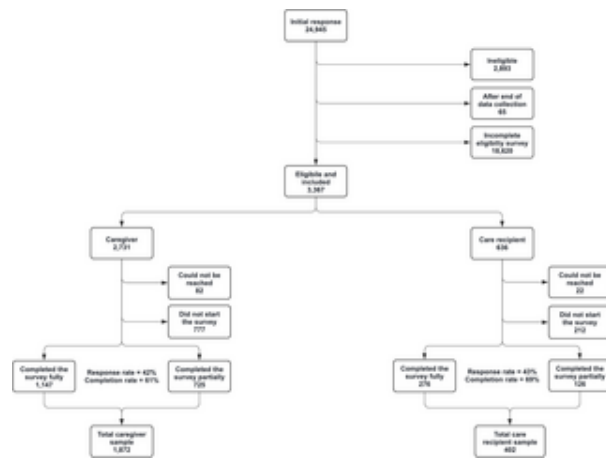 Initial response
24,945
Ineligible
2,893
After end of
data collection
65
Incomplete
eligibility survey
18,620
Eligibile and
included
3,367
Caregiver
2,731
Could not be
reached
82
Did not start
the survey
777
Completed the
survey fully
1,147
Response rate = 42%
Completion rate = 61%
Completed the
survey partially
725
Total caregiver
sample
1,872
Care recipient
636
Could not be
reached
22
Did not start
the survey
212
Completed the
survey fully
276
Response rate = 43%
Completion rate = 69%
Completed the
survey partially
126
Total care
recipient sample
402